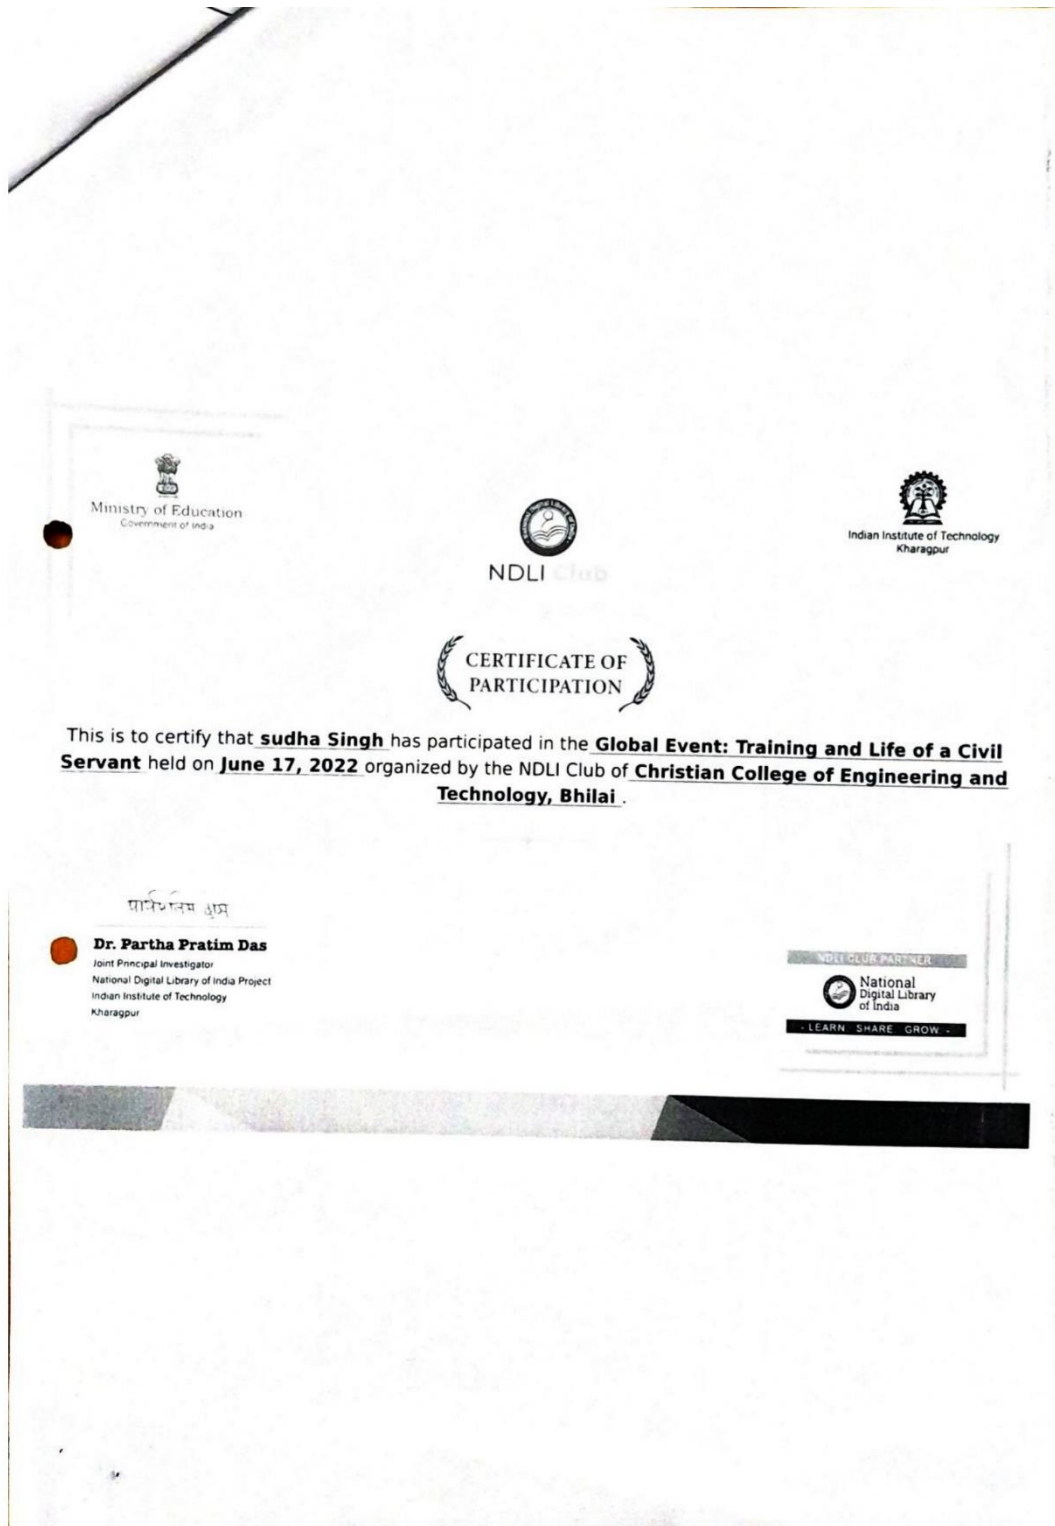 Ministry of Education
Government of India
NDLI Club
Indian Institute of Technology
Kharagpur
CERTIFICATE OF
PARTICIPATION
This is to certify that sudha Singh has participated in the Global Event: Training and Life of a Civil
Servant held on June 17, 2022 organized by the NDLI Club of Christian College of Engineering and
Technology, Bhilai .
Dr. Partha Pratim Das
Joint Principal Investigator
National Digital Library of India Project
Indian Institute of Technology
Kharagpur
NDLI CLUB PARTNER
National
Digital Library
of India
- LEARN SHARE GROW -